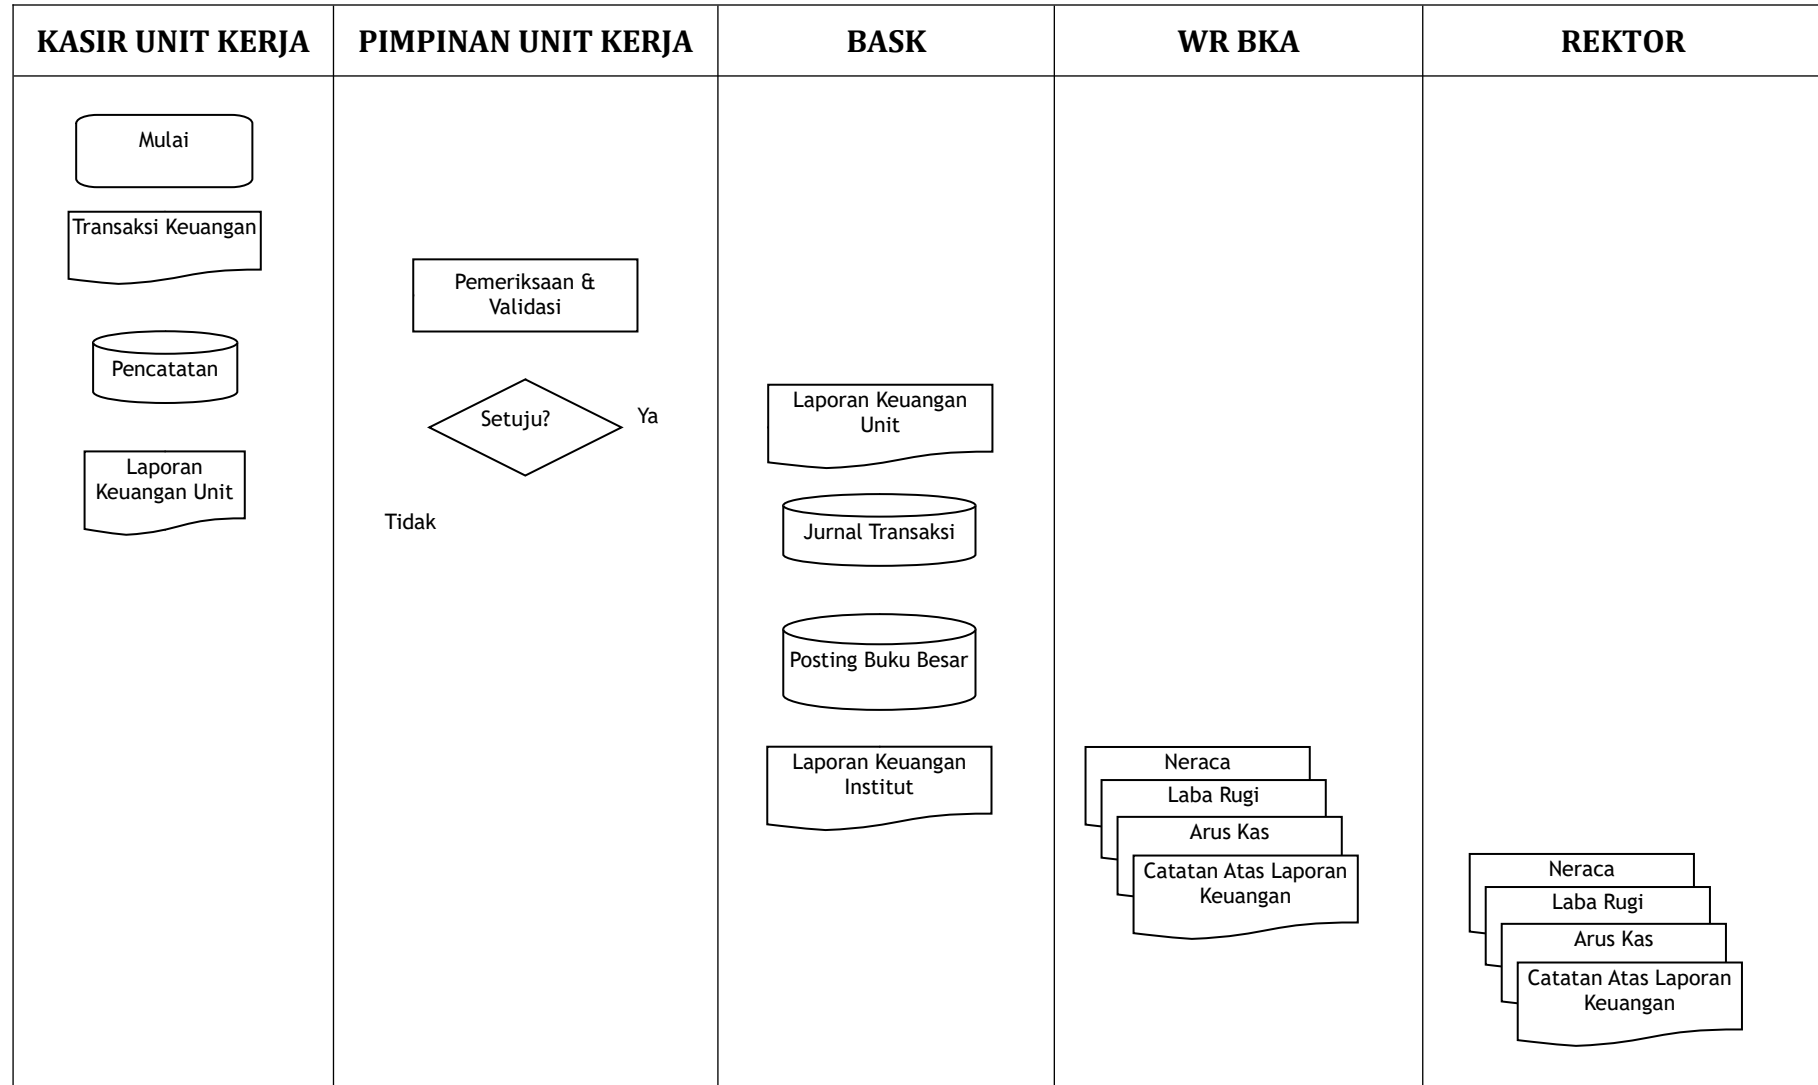 KASIR UNIT KERJA
PIMPINAN UNIT KERJA
BASK
WR BKA
REKTOR
Mulai
Transaksi Keuangan
Pencatatan
Laporan
Keuangan Unit
Pemeriksaan &
Validasi
Setuju?
Ya
Tidak
Laporan Keuangan
Unit
Jurnal Transaksi
Posting Buku Besar
Laporan Keuangan
Institut
Neraca
Laba Rugi
Arus Kas
Catatan Atas Laporan
Keuangan
Neraca
Laba Rugi
Arus Kas
Catatan Atas Laporan
Keuangan